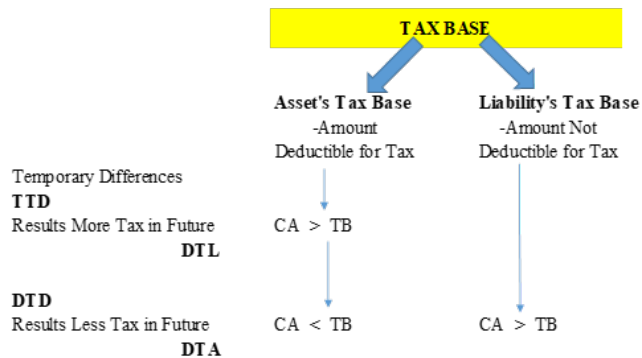 TAX BASE
Asset's Tax Base Liability's Tax Base
-Amount -Amount Not
Deductible for Tax Deductible for Tax
Temporary Differences
TTD
Results More Tax in Future CA > TB
DTL
DTD
Results Less Tax in Future CA < TB CA > TB
DTA